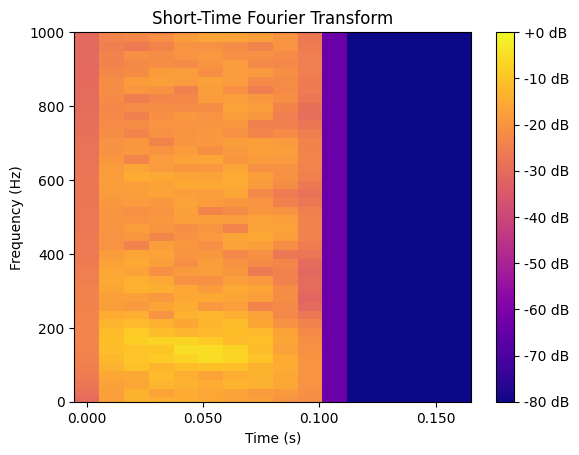 Short-Time Fourier Transform
1000
800
600
400
200
0
Frequency (Hz)
0.000
0.050
0.100
0.150
Time (s)
+0 dB
-10 dB
-20 dB
-30 dB
-40 dB
-50 dB
-60 dB
-70 dB
-80 dB